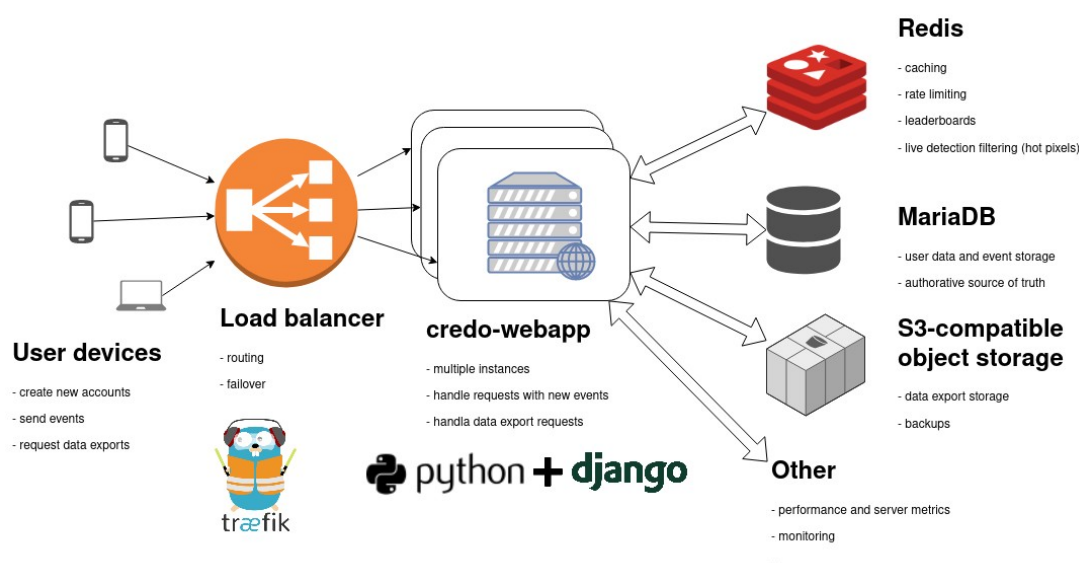 User devices
- create new accounts
- send events
- request data exports
Load balancer
- routing
- failover
træfik
credo-webapp
- multiple instances
- handle requests with new events
- handla data export requests
python + django
Redis
- caching
- rate limiting
- leaderboards
- live detection filtering (hot pixels)
MariaDB
- user data and event storage
- authorative source of truth
S3-compatible
object storage
- data export storage
- backups
Other
- performance and server metrics
- monitoring